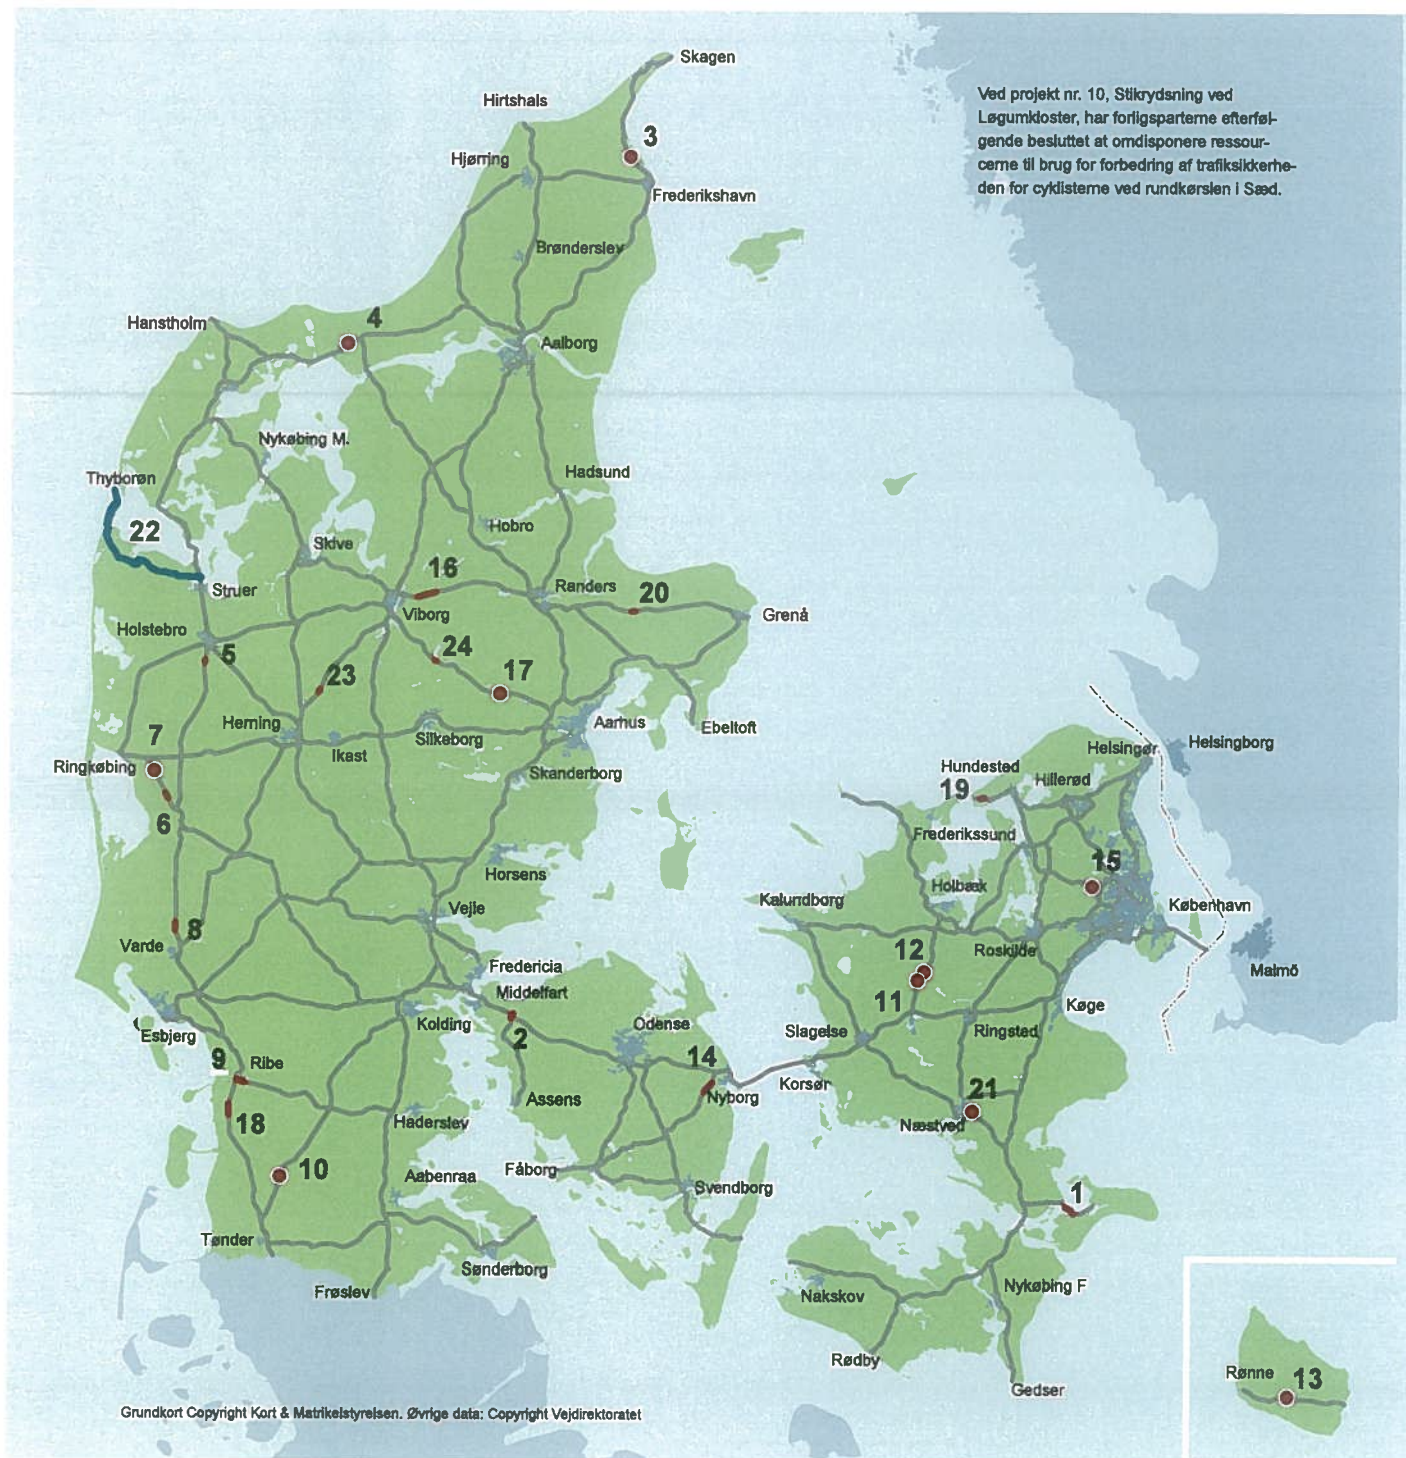 Skagen
Ved projekt nr. 10, Stikrydsning ved
Løgumkloster, har forligsparterne efterføl-
gende besluttet at omdisponere ressour-
cerne til brug for forbedring af trafiksikkerhe-
den for cyklisterne ved rundkørslen i Sæd.
Hirtshals
3
Hjørring
Frederikshavn
Brønderslev
Hanstholm
4
Aalborg
Nykøbing M.
Thyborøn
Hadsund
22
Hobro
Skive
16
Struer
Randers
20
Viborg
Grenå
Holstebro
5
24
23
17
Herning
Aarhus
Ebeltoft
7
Silkeborg
Ikast
Ringkøbing
Skanderborg
Helsingør
Helsingborg
Hundested
Hillerød
19
6
Frederikssund
15
Horsens
Holbæk
Kalundborg
København
Vejle
8
Varde
12
Roskilde
Fredericia
Malmö
Middelfart
11
Køge
Kolding
Odense
Slagelse
Ringsted
Esbjerg
2
9
Ribe
14
Korsør
Nyborg
Assens
21
18
Haderslev
Næstved
10
Fåborg
Aabenraa
Svendborg
1
Tønder
Sønderborg
Frøslev
Nakskov
Nykøbing F
Rødby
Rønne
13
Gedser
Grundkort Copyright Kort & Matrikelstyrelsen. Øvrige data: Copyright Vejdirektoratet